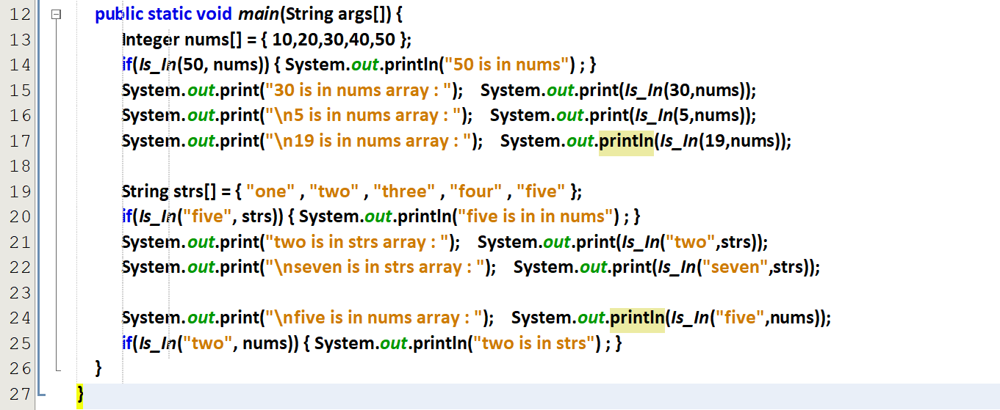 12 public static void main(String args[]) {
13 Integer nums[] = { 10,20,30,40,50 };
14 if(Is_In(50, nums)) { System.out.println("50 is in nums") ; }
15 System.out.print("30 is in nums array : ");    System.out.print(Is_In(30,nums));
16 System.out.print("\n5 is in nums array : ");    System.out.print(Is_In(5,nums));
17 System.out.print("\n19 is in nums array : ");    System.out.println(Is_In(19,nums));
18
19 String strs[] = { "one" , "two" , "three" , "four" , "five" };
20 if(Is_In("five", strs)) { System.out.println("five is in in nums") ; }
21 System.out.print("two is in strs array : ");    System.out.print(Is_In("two",strs));
22 System.out.print("\nseven is in strs array : ");    System.out.print(Is_In("seven",strs));
23
24 System.out.print("\nfive is in nums array : ");    System.out.println(Is_In("five",nums));
25 if(Is_In("two", nums)) { System.out.println("two is in strs") ; }
26 }
27 }